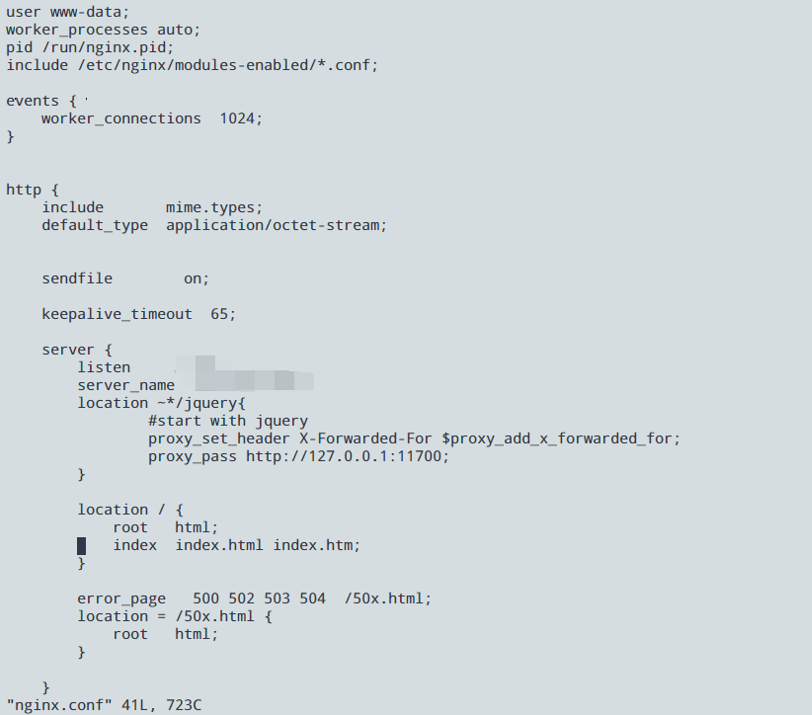 user www-data;
worker_processes auto;
pid /run/nginx.pid;
include /etc/nginx/modules-enabled/*.conf;
events {
    worker_connections  1024;
}
http {
    include       mime.types;
    default_type  application/octet-stream;
    sendfile        on;
    keepalive_timeout  65;
    server {
        listen
        server_name
        location ~*/jquery{
                #start with jquery
                proxy_set_header X-Forwarded-For $proxy_add_x_forwarded_for;
                proxy_pass http://127.0.0.1:11700;
        }
        location / {
            root   html;
            index  index.html index.htm;
        }
        error_page   500 502 503 504  /50x.html;
        location = /50x.html {
            root   html;
        }
    }
"nginx.conf" 41L, 723C